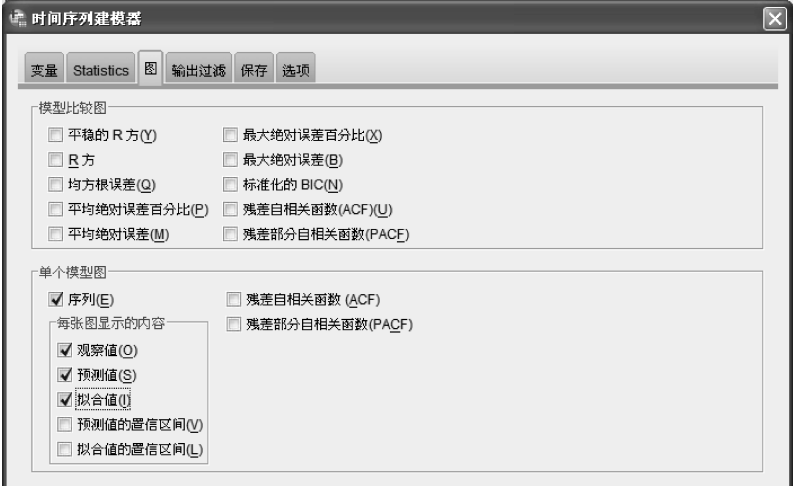 时间序列建模器
变量 Statistics 图 输出过滤 保存 选项
模型比较图
平稳的 R 方(Y) 最大绝对误差百分比(X)
R 方 最大绝对误差(B)
均方根误差(Q) 标准化的 BIC(N)
平均绝对误差百分比(P) 残差自相关函数(ACF)(U)
平均绝对误差(M) 残差部分自相关函数(PACF)
单个模型图
序列(E) 残差自相关函数 (ACF)
每张图显示的内容 残差部分自相关函数(PACF)
观察值(O)
预测值(S)
拟合值(I)
预测值的置信区间(V)
拟合值的置信区间(L)